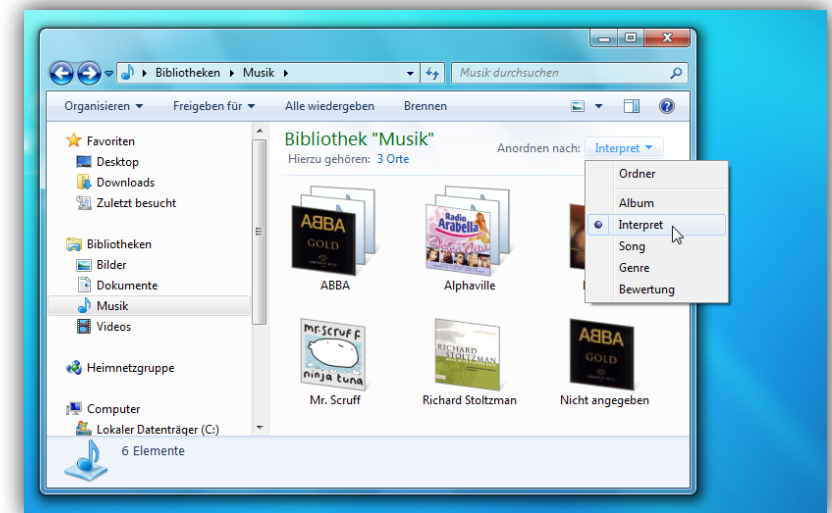 Bibliotheken Musik
Musik durchsuchen
Organisieren Freigeben für Alle wiedergeben Brennen
Favoriten
Desktop
Downloads
Zuletzt besucht
Bibliotheken
Bilder
Dokumente
Musik
Videos
Heimnetzgruppe
Computer
Lokaler Datenträger (C:)
Bibliothek "Musik"
Hierzu gehören: 3 Orte
Anordnen nach: Interpret
Ordner
Album
Interpret
Song
Genre
Bewertung
ABBA
GOLD
ABBA
Radio
Arabella
Alphaville
mr.scruff
ninja tuna
Mr. Scruff
RICHARD
STOLTZMAN
Richard Stoltzman
ABBA
GOLD
Nicht angegeben
6 Elemente